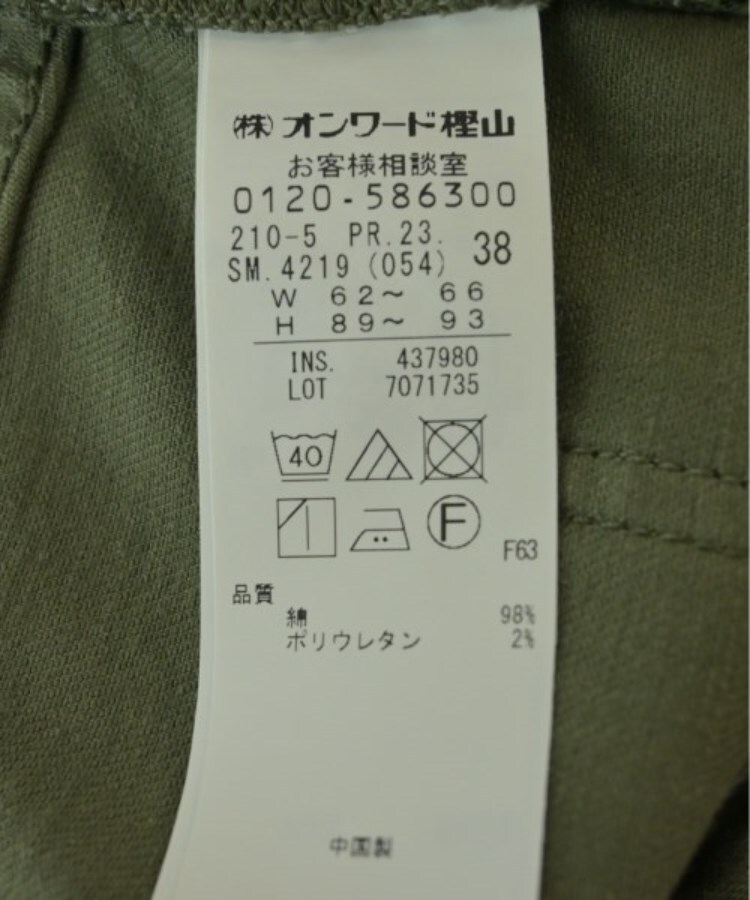 ㈱オンワード樫山
お客様相談室
0120-586300
210-5 PR.23.
SM.4219 (054) 38
W 62〜 66
H 89〜 93
INS. 437980
LOT 7071735
40
F
F63
品質
綿 98%
ポリウレタン 2%
中国製